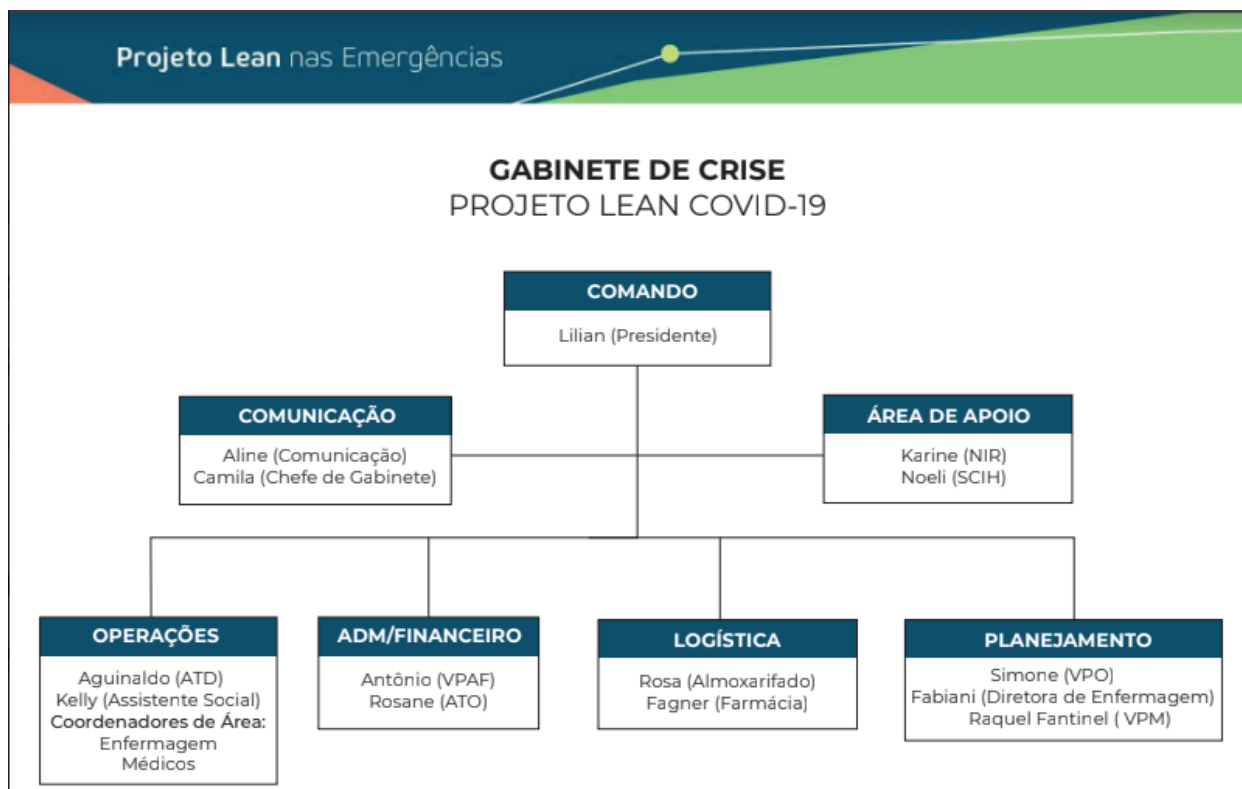 Projeto Lean nas Emergências
GABINETE DE CRISE
PROJETO LEAN COVID-19
COMANDO
Lilian (Presidente)
COMUNICAÇÃO
Aline (Comunicação)
Camila (Chefe de Gabinete)
ÁREA DE APOIO
Karine (NIR)
Noeli (SCIH)
OPERAÇÕES
Aguinaldo (ATD)
Kelly (Assistente Social)
Coordenadores de Área:
Enfermagem
Médicos
ADM/FINANCEIRO
Antônio (VPAF)
Rosane (ATO)
LOGÍSTICA
Rosa (Almoxarifado)
Fagner (Farmácia)
PLANEJAMENTO
Simone (VPO)
Fabiani (Diretora de Enfermagem)
Raquel Fantinel ( VPM)